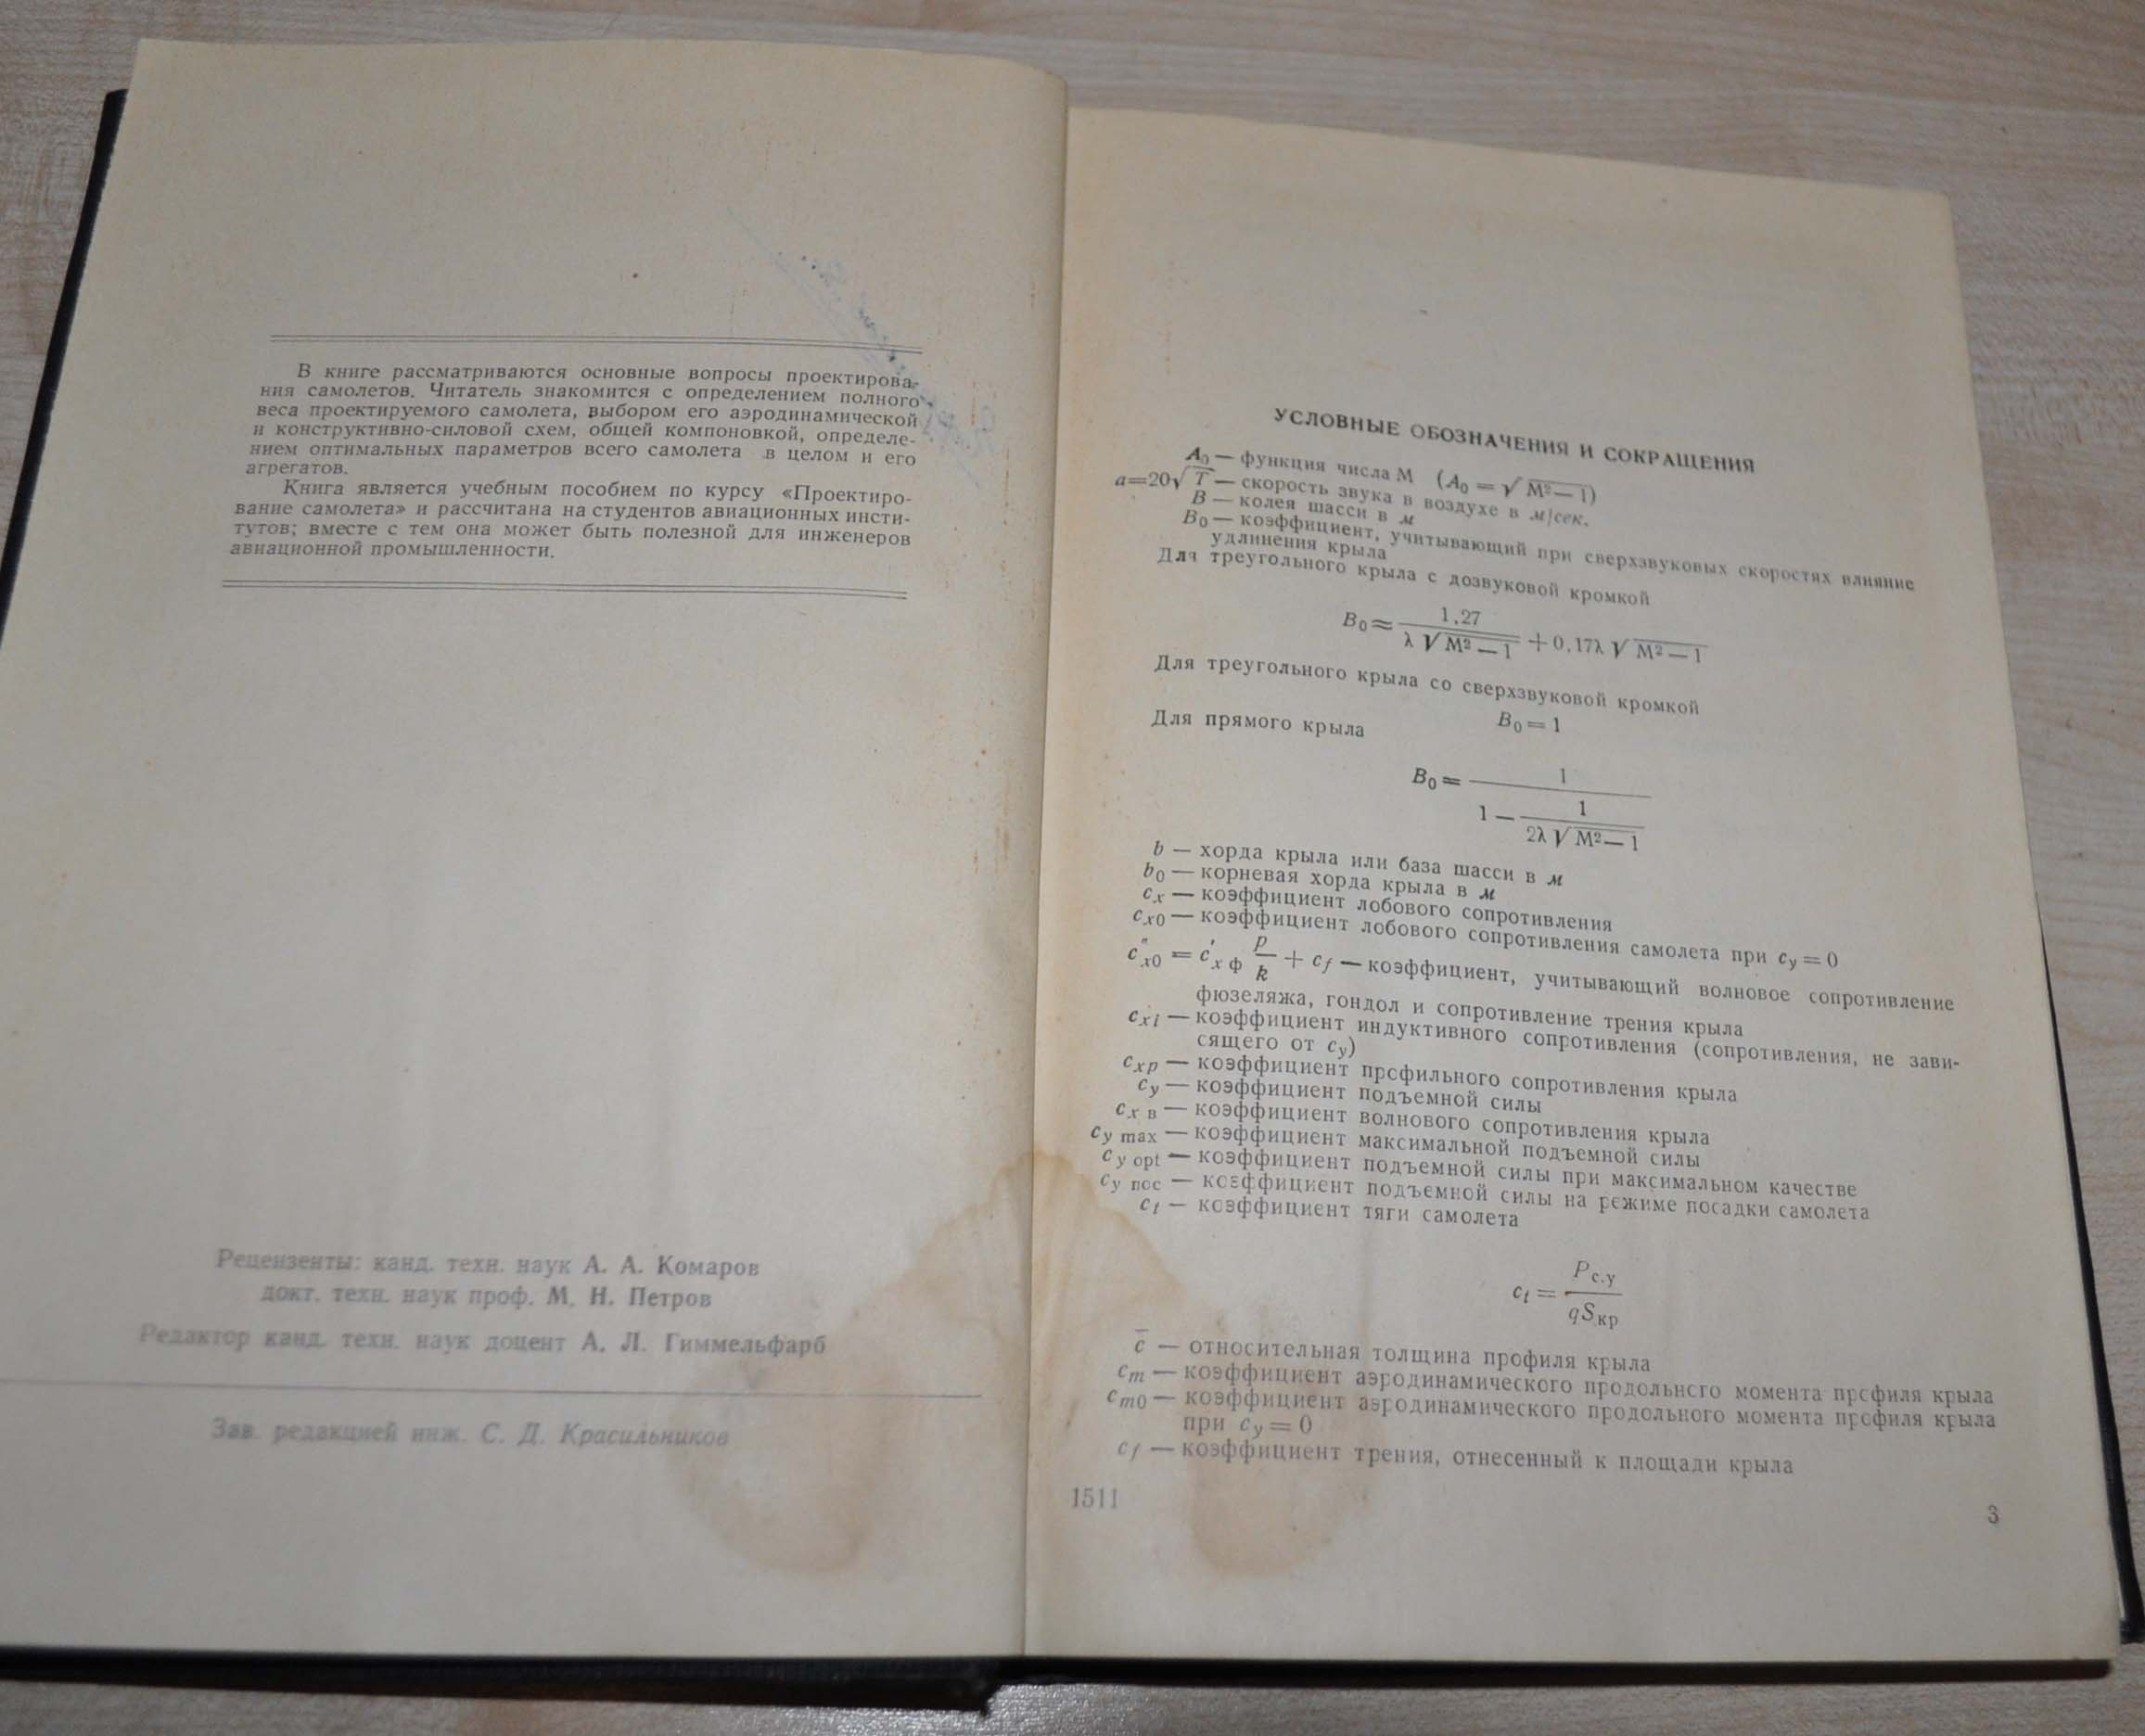 В книге рассматриваются основные вопросы проектирова-
ния самолетов. Читатель знакомится с определением полного
веса проектируемого самолета, выбором его аэродинамической
и конструктивно-силовой схем, общей компоновкой, определе-
нием оптимальных параметров всего самолета в целом и его
агрегатов.
Книга является учебным пособием по курсу «Проектиро-
вание самолета» и рассчитана на студентов авиационных инсти-
тутов; вместе с тем она может быть полезной для инженеров
авиационной промышленности.
Рецензенты: канд. техн. наук А. А. Комаров
докт. техн. наук проф. М. Н. Петров
Редактор канд. техн. наук доцент А. Л. Гиммельфарб
Зав. редакцией инж. С. Д. Красильников
УСЛОВНЫЕ ОБОЗНАЧЕНИЯ И СОКРАЩЕНИЯ
A₀ — функция числа М (A₀ = √(М² — 1))
a=20√T — скорость звука в воздухе в м/сек.
B — колея шасси в м
B₀ — коэффициент, учитывающий при сверхзвуковых скоростях влияние
удлинения крыла
Для треугольного крыла с дозвуковой кромкой
B₀ ≈ 1,27 / (λ √(М² — 1)) + 0,17λ √(М² — 1)
Для треугольного крыла со сверхзвуковой кромкой
B₀ = 1
Для прямого крыла
B₀ = 1 / (1 — 1 / (2λ √(М² — 1)))
b — хорда крыла или база шасси в м
b₀ — корневая хорда крыла в м
cₓ — коэффициент лобового сопротивления
cₓ₀ — коэффициент лобового сопротивления самолета при c_y = 0
c″ₓ₀ = c′ₓ ф p/k + c_f — коэффициент, учитывающий волновое сопротивление
фюзеляжа, гондол и сопротивление трения крыла
c_xi — коэффициент индуктивного сопротивления (сопротивления, не зави-
сящего от c_y)
c_xp — коэффициент профильного сопротивления крыла
c_y — коэффициент подъемной силы
c_x в — коэффициент волнового сопротивления крыла
c_y max — коэффициент максимальной подъемной силы
c_y opt — коэффициент подъемной силы при максимальном качестве
c_y пос — коэффициент подъемной силы на режиме посадки самолета
c_t — коэффициент тяги самолета
c_t = P_с.у / qS_кр
c̄ — относительная толщина профиля крыла
c_m — коэффициент аэродинамического продольного момента профиля крыла
c_m0 — коэффициент аэродинамического продольного момента профиля крыла
при c_y = 0
c_f — коэффициент трения, отнесенный к площади крыла
1511
3